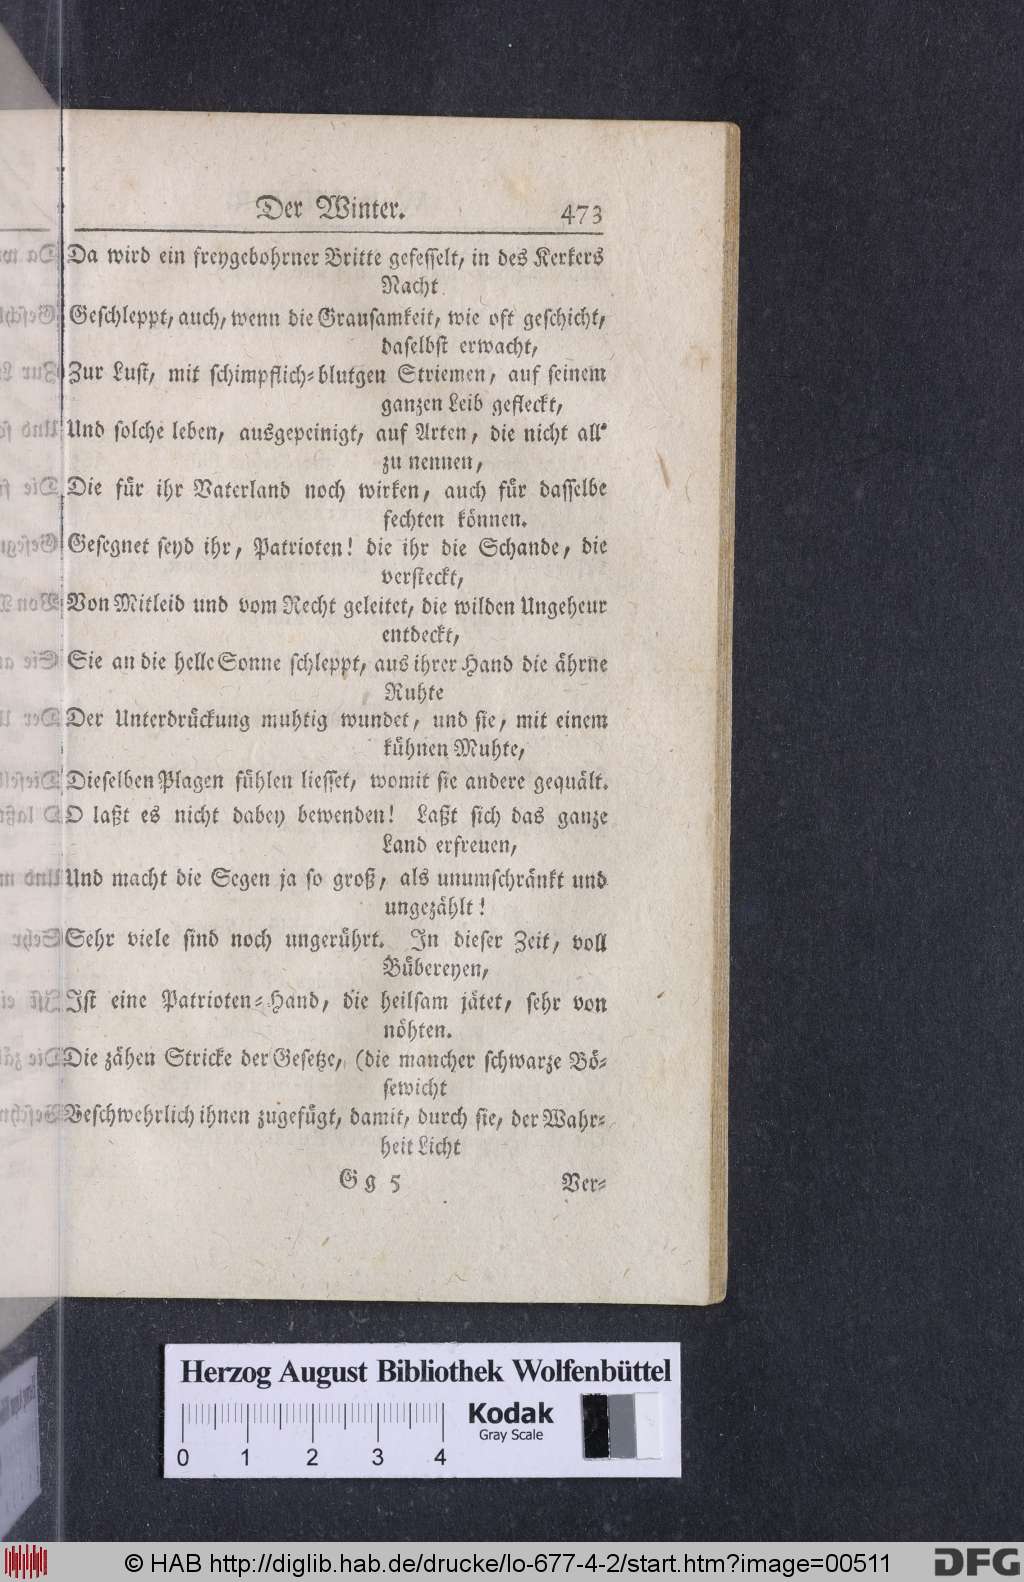 Der Winter. 473
Da wird ein freygebohrner Britte gefesselt, in des Kerkers
Nacht
Geschleppt, auch, wenn die Grausamkeit, wie oft geschicht,
daselbst erwacht,
Zur Lust, mit schimpflich-blutgen Striemen, auf seinem
ganzen Leib gefleckt,
Und solche leben, ausgepeinigt, auf Arten, die nicht all'
zu nennen,
Die für ihr Vaterland noch wirken, auch für dasselbe
fechten können.
Gesegnet seyd ihr, Patrioten! die ihr die Schande, die
versteckt,
Von Mitleid und vom Recht geleitet, die wilden Ungeheur
entdeckt,
Sie an die helle Sonne schleppt, aus ihrer Hand die ährne
Ruhte
Der Unterdrückung muhtig wundet, und sie, mit einem
kühnen Muhte,
Dieselben Plagen fühlen liesset, womit sie andere gequält.
O laßt es nicht dabey bewenden! Laßt sich das ganze
Land erfreuen,
Und macht die Segen ja so groß, als unumschränkt und
ungezählt!
Sehr viele sind noch ungerührt. In dieser Zeit, voll
Bübereyen,
Ist eine Patrioten-Hand, die heilsam jätet, sehr von
nöhten.
Die zähen Stricke der Gesetze, (die mancher schwarze Bö-
sewicht
Beschwehrlich ihnen zugefügt, damit, durch sie, der Wahr-
heit Licht
G g 5 Ver-
Herzog August Bibliothek Wolfenbüttel
Kodak
Gray Scale
0 1 2 3 4
© HAB http://diglib.hab.de/drucke/lo-677-4-2/start.htm?image=00511
DFG